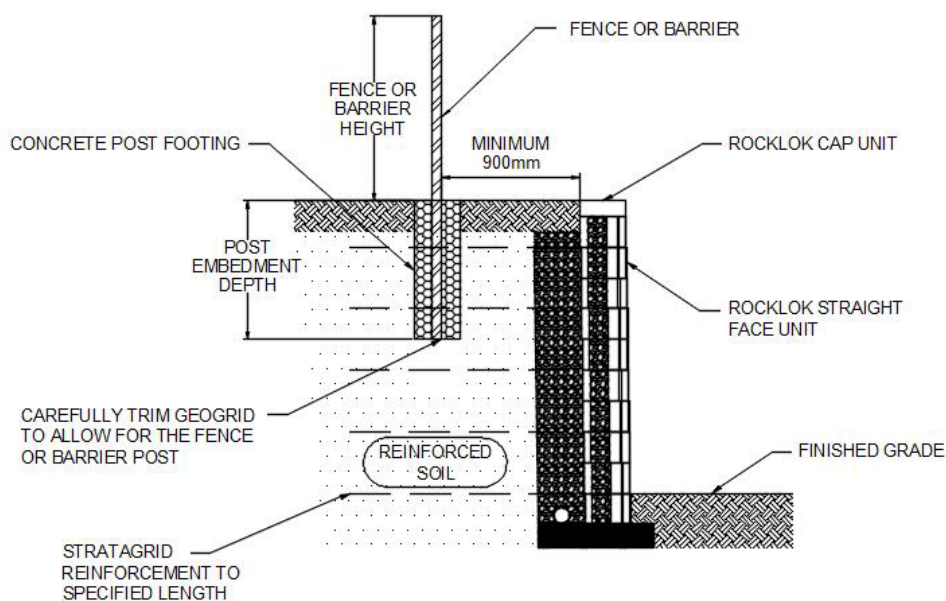 FENCE OR BARRIER
FENCE OR
BARRIER
HEIGHT
MINIMUM
900mm
CONCRETE POST FOOTING
ROCKLOK CAP UNIT
POST
EMBEDMENT
DEPTH
ROCKLOK STRAIGHT
FACE UNIT
CAREFULLY TRIM GEOGRID
TO ALLOW FOR THE FENCE
OR BARRIER POST
REINFORCED
SOIL
FINISHED GRADE
STRATAGRID
REINFORCEMENT TO
SPECIFIED LENGTH